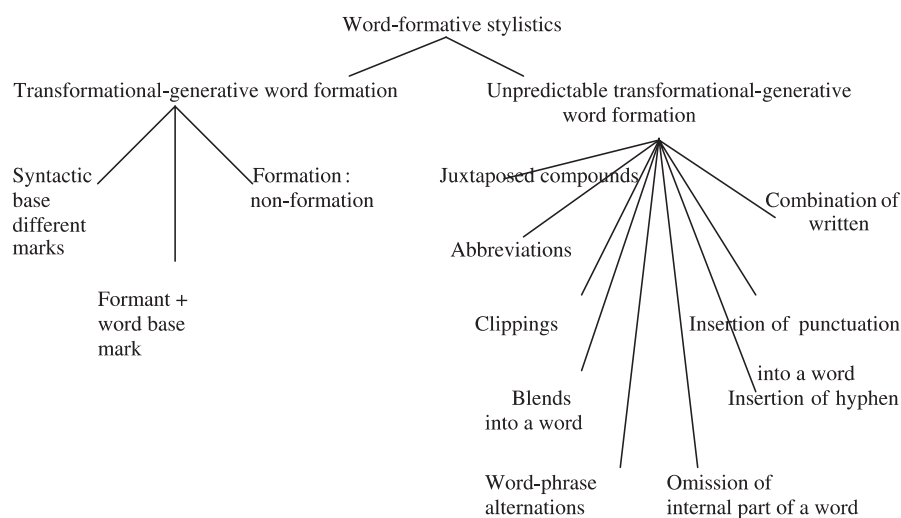 Word-formative stylistics
Transformational-generative word formation
Unpredictable transformational-generative
word formation
Syntactic
base
different
marks
Formation :
non-formation
Formant +
word base
mark
Juxtaposed compounds
Combination of
written
Abbreviations
Clippings
Insertion of punctuation
into a word
Blends
into a word
Insertion of hyphen
Word-phrase
alternations
Omission of
internal part of a word